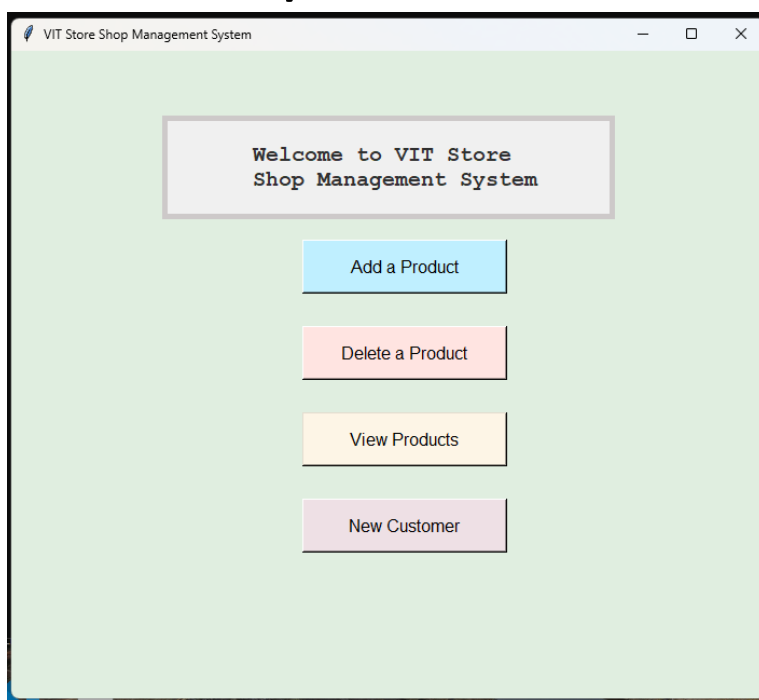 VIT Store Shop Management System
Welcome to VIT Store
Shop Management System
Add a Product
Delete a Product
View Products
New Customer